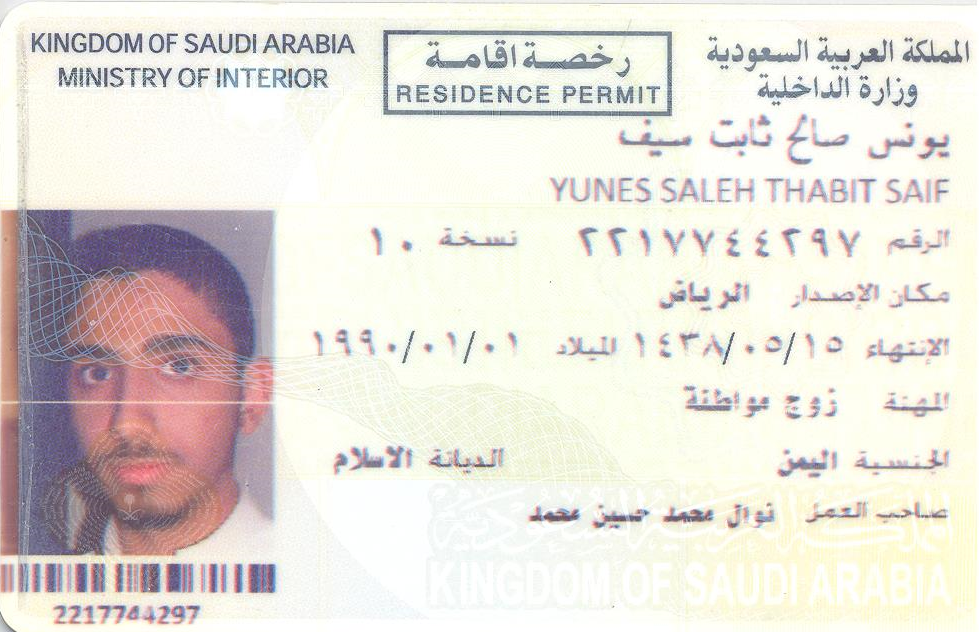 KINGDOM OF SAUDI ARABIA
MINISTRY OF INTERIOR
رخصة اقامة
RESIDENCE PERMIT
المملكة العربية السعودية
وزارة الداخلية
يونس صالح ثابت سيف
YUNES SALEH THABIT SAIF
الرقم ٢٢١٧٧٤٤٢٩٧ نسخة ١٠
مكان الإصدار الرياض
الإنتهاء ١٤٣٨/٠٥/١٥ الميلاد ١٩٩٠/٠١/٠١
المهنة زوج مواطنة
الجنسية اليمن الديانة الاسلام
صاحب العمل نوال محمد حسين محمد
المملكة العربية السعودية
KINGDOM OF SAUDI ARABIA
2217744297